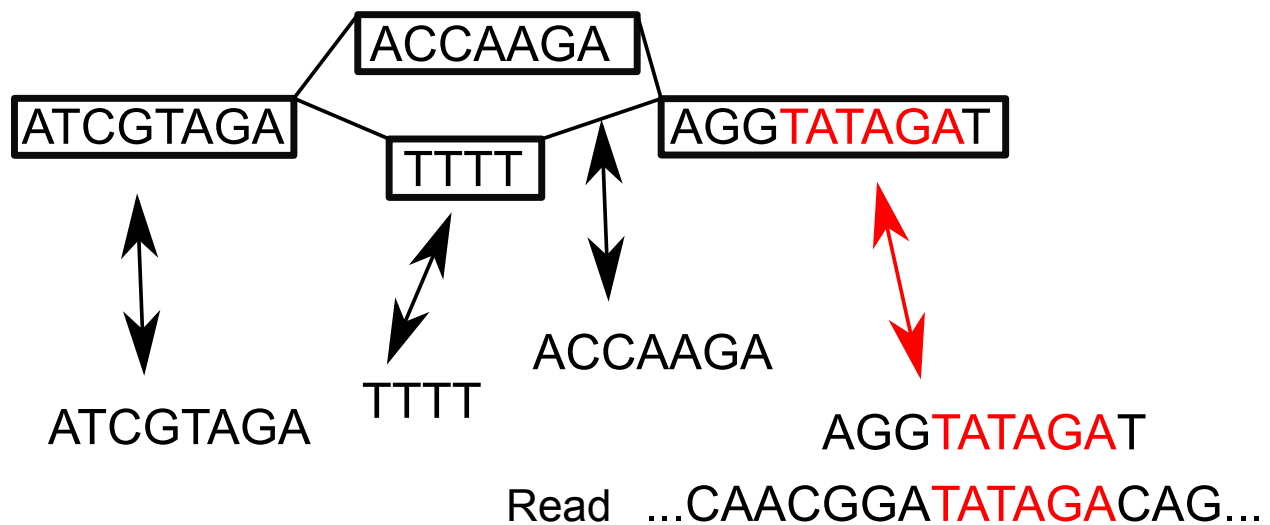 ACCAAGA
ATCGTAGA
AGGTATAGAT
TTTT
ACCAAGA
TTTT
ATCGTAGA
AGGTATAGAT
Read ...CAACGGATATAGACAG...